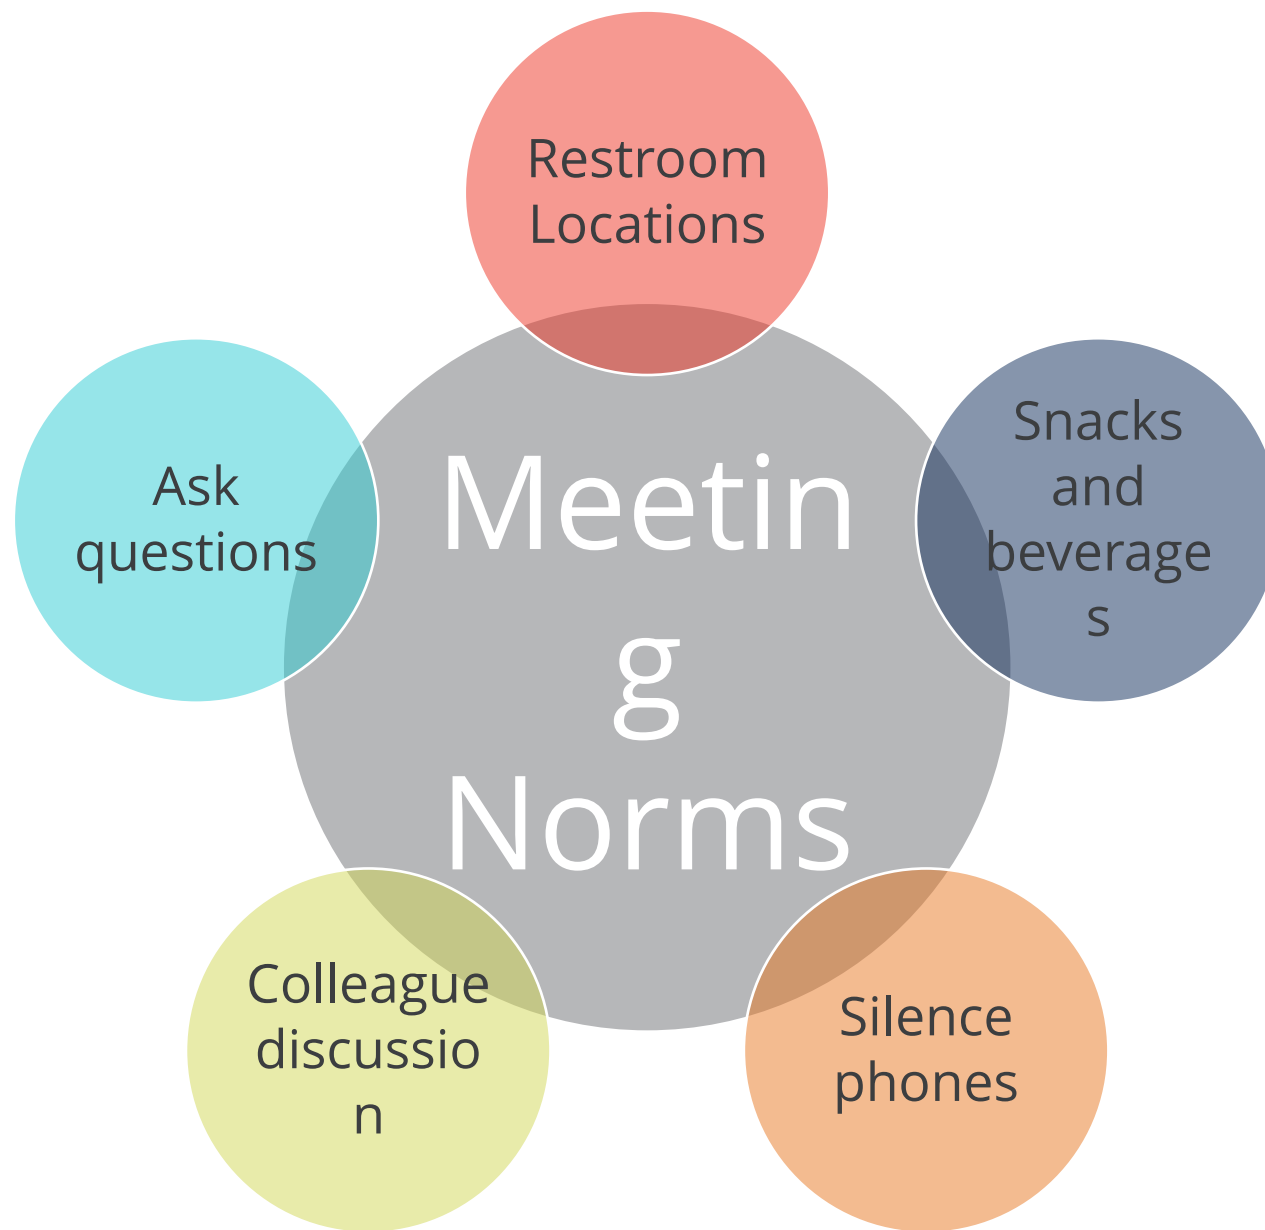 Restroom
Locations
Snacks
and
beverage
s
Ask
questions
Meetin
g
Norms
Colleague
discussio
n
Silence
phones